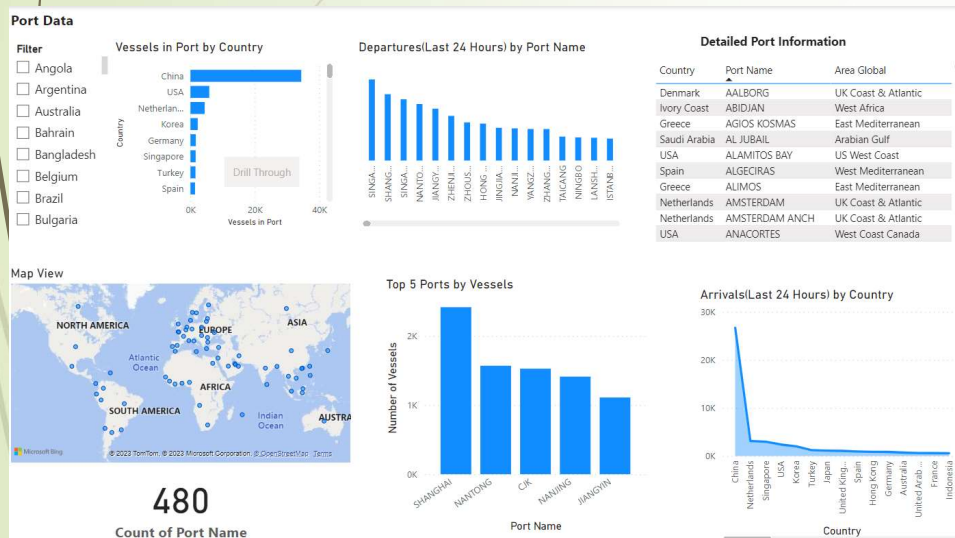 Port Data
Filter
Angola
Argentina
Australia
Bahrain
Bangladesh
Belgium
Brazil
Bulgaria
Vessels in Port by Country
Country
China
USA
Netherlan...
Korea
Germany
Singapore
Turkey
Spain
Drill Through
0K 20K 40K
Vessels in Port
Departures(Last 24 Hours) by Port Name
SINGA...
SHANG...
SINGA...
NANTO...
JIANGY...
ZHENJI...
ZHOUS...
HONG ...
JINGJIA...
NANJI...
YANGZ...
ZHANG...
TAICANG
NINGBO
LANSH...
ISTANB...
Detailed Port Information
Country Port Name Area Global
Denmark AALBORG UK Coast & Atlantic
Ivory Coast ABIDJAN West Africa
Greece AGIOS KOSMAS East Mediterranean
Saudi Arabia AL JUBAIL Arabian Gulf
USA ALAMITOS BAY US West Coast
Spain ALGECIRAS West Mediterranean
Greece ALIMOS East Mediterranean
Netherlands AMSTERDAM UK Coast & Atlantic
Netherlands AMSTERDAM ANCH UK Coast & Atlantic
USA ANACORTES West Coast Canada
Map View
NORTH AMERICA
EUROPE
ASIA
Atlantic
Ocean
AFRICA
SOUTH AMERICA
Indian
Ocean
AUSTRA
Microsoft Bing
© 2023 TomTom, © 2023 Microsoft Corporation, © OpenStreetMap Terms
480
Count of Port Name
Top 5 Ports by Vessels
Number of Vessels
2K
1K
0K
SHANGHAI
NANTONG
CJK
NANJING
JIANGYIN
Port Name
Arrivals(Last 24 Hours) by Country
30K
20K
10K
0K
China
Netherlands
Singapore
USA
Korea
Turkey
Japan
United King...
Spain
Hong Kong
Germany
Australia
United Arab ...
France
Indonesia
Country